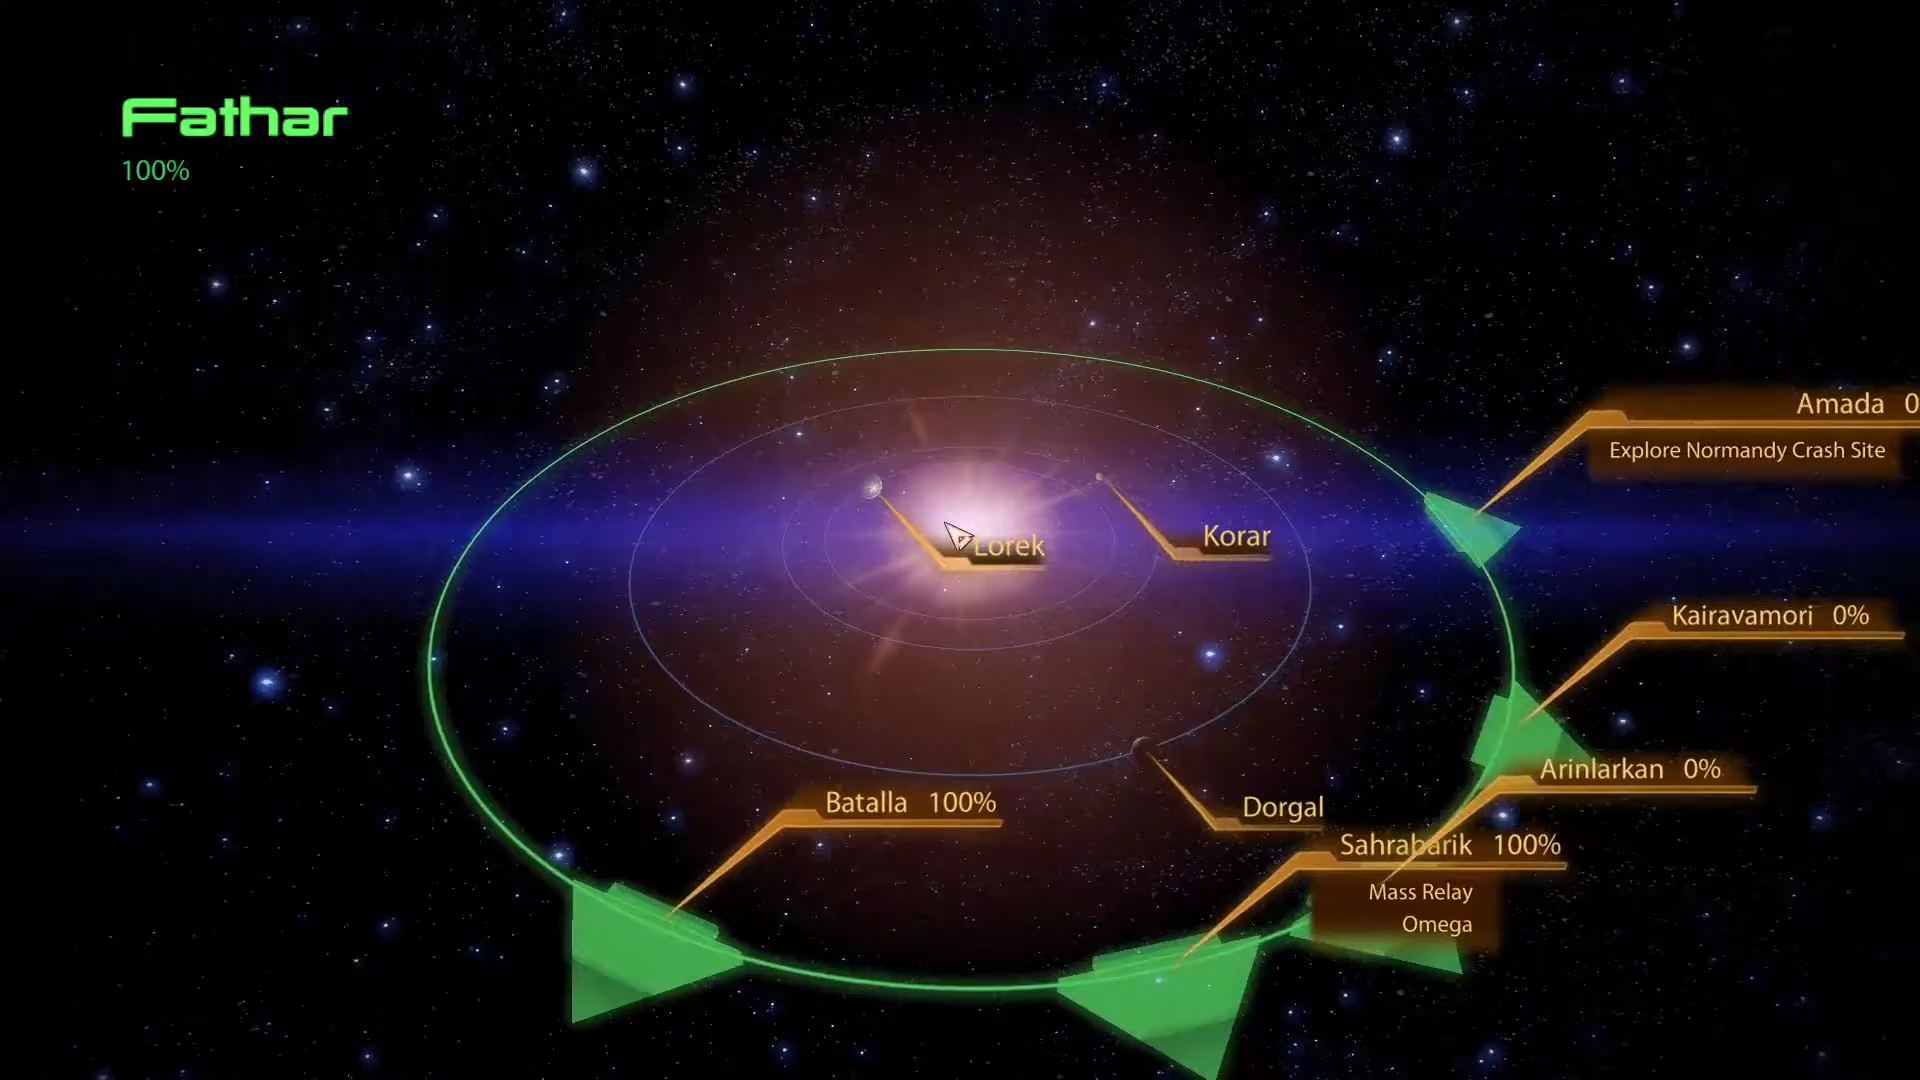 Fathar
100%
Amada 0
Explore Normandy Crash Site
Lorek
Korar
Kairavamori 0%
Arinlarkan 0%
Batalla 100%
Dorgal
Sahrabarik 100%
Mass Relay
Omega